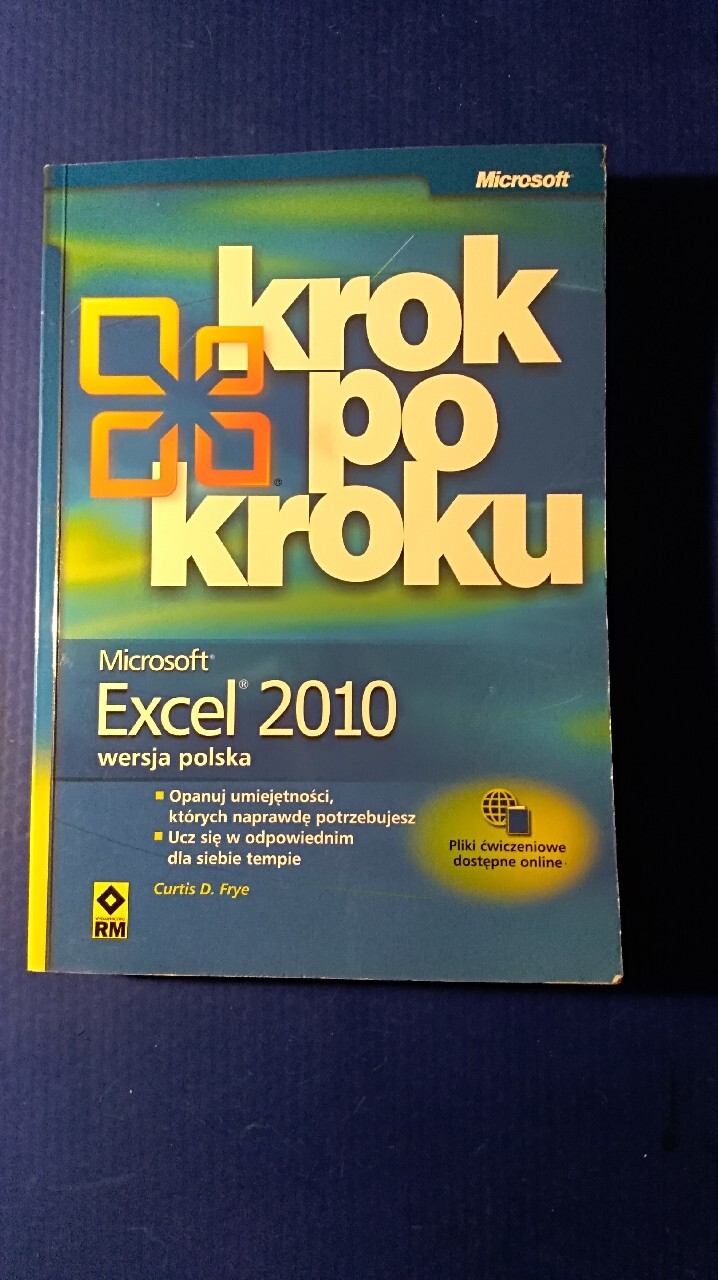 Microsoft
krok
po
kroku
Microsoft®
Excel® 2010
wersja polska
Opanuj umiejętności,
których naprawdę potrzebujesz
Ucz się w odpowiednim
dla siebie tempie
Pliki ćwiczeniowe
dostępne online
Curtis D. Frye
WYDAWNICTWO
RM